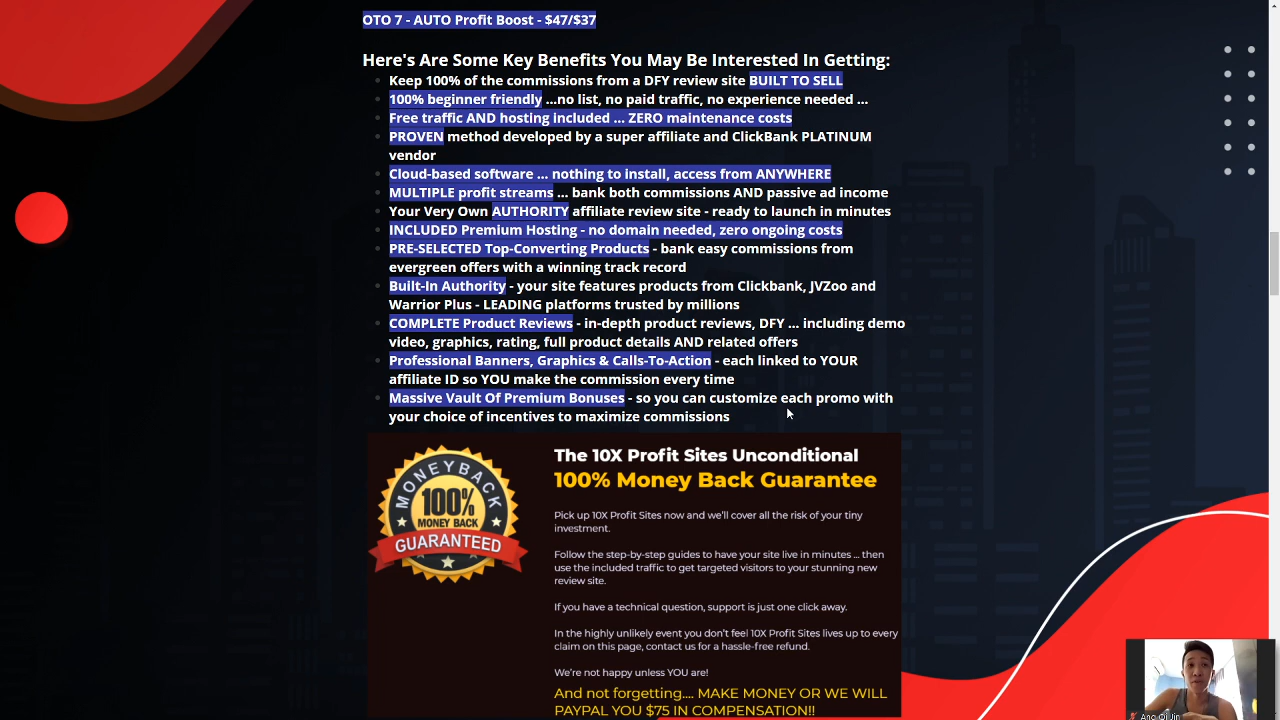 OTO 7 - AUTO Profit Boost - $47/$37
Here's Are Some Key Benefits You May Be Interested In Getting:
Keep 100% of the commissions from a DFY review site BUILT TO SELL
100% beginner friendly ...no list, no paid traffic, no experience needed ...
Free traffic AND hosting included ... ZERO maintenance costs
PROVEN method developed by a super affiliate and ClickBank PLATINUM
vendor
Cloud-based software ... nothing to install, access from ANYWHERE
MULTIPLE profit streams ... bank both commissions AND passive ad income
Your Very Own AUTHORITY affiliate review site - ready to launch in minutes
INCLUDED Premium Hosting - no domain needed, zero ongoing costs
PRE-SELECTED Top-Converting Products - bank easy commissions from
evergreen offers with a winning track record
Built-In Authority - your site features products from Clickbank, JVZoo and
Warrior Plus - LEADING platforms trusted by millions
COMPLETE Product Reviews - in-depth product reviews, DFY ... including demo
video, graphics, rating, full product details AND related offers
Professional Banners, Graphics & Calls-To-Action - each linked to YOUR
affiliate ID so YOU make the commission every time
Massive Vault Of Premium Bonuses - so you can customize each promo with
your choice of incentives to maximize commissions
MONEYBACK
100%
MONEY BACK
GUARANTEED
The 10X Profit Sites Unconditional
100% Money Back Guarantee
Pick up 10X Profit Sites now and we'll cover all the risk of your tiny
investment.
Follow the step-by-step guides to have your site live in minutes ... then
use the included traffic to get targeted visitors to your stunning new
review site.
If you have a technical question, support is just one click away.
In the highly unlikely event you don't feel 10X Profit Sites lives up to every
claim on this page, contact us for a hassle-free refund.
We're not happy unless YOU are!
And not forgetting.... MAKE MONEY OR WE WILL
PAYPAL YOU $75 IN COMPENSATION!!
Ang Qi Jin